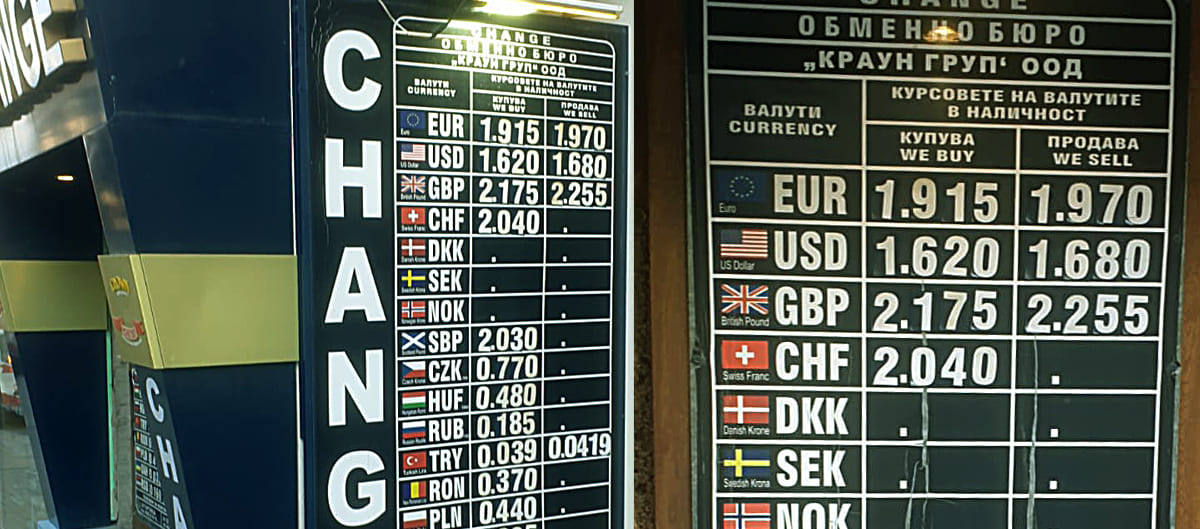 NGE
C
H
A
N
G
C
H
A
CHANGE
ОБМЕННО БЮРО
„КРАУН ГРУП“ ООД
ВАЛУТИ
CURRENCY
КУРСОВЕТЕ НА ВАЛУТИТЕ
В НАЛИЧНОСТ
КУПУВА
WE BUY
ПРОДАВА
WE SELL
Euro EUR 1.915 1.970
US Dollar USD 1.620 1.680
British Pound GBP 2.175 2.255
Swiss Franc CHF 2.040 .
Danish Krone DKK . .
Swedish Krona SEK . .
NOK . .
SBP 2.030 .
Czech Krone CZK 0.770 .
HUF 0.480 .
RUB 0.185 .
Turkish Lira TRY 0.039 0.0419
RON 0.370 .
PLN 0.440 .
CHANGE
ОБМЕННО БЮРО
„КРАУН ГРУП‘ ООД
ВАЛУТИ
CURRENCY
КУРСОВЕТЕ НА ВАЛУТИТЕ
В НАЛИЧНОСТ
КУПУВА
WE BUY
ПРОДАВА
WE SELL
Euro EUR 1.915 1.970
US Dollar USD 1.620 1.680
British Pound GBP 2.175 2.255
Swiss Franc CHF 2.040 .
Danish Krone DKK . .
Swedish Krona SEK . .
NOK